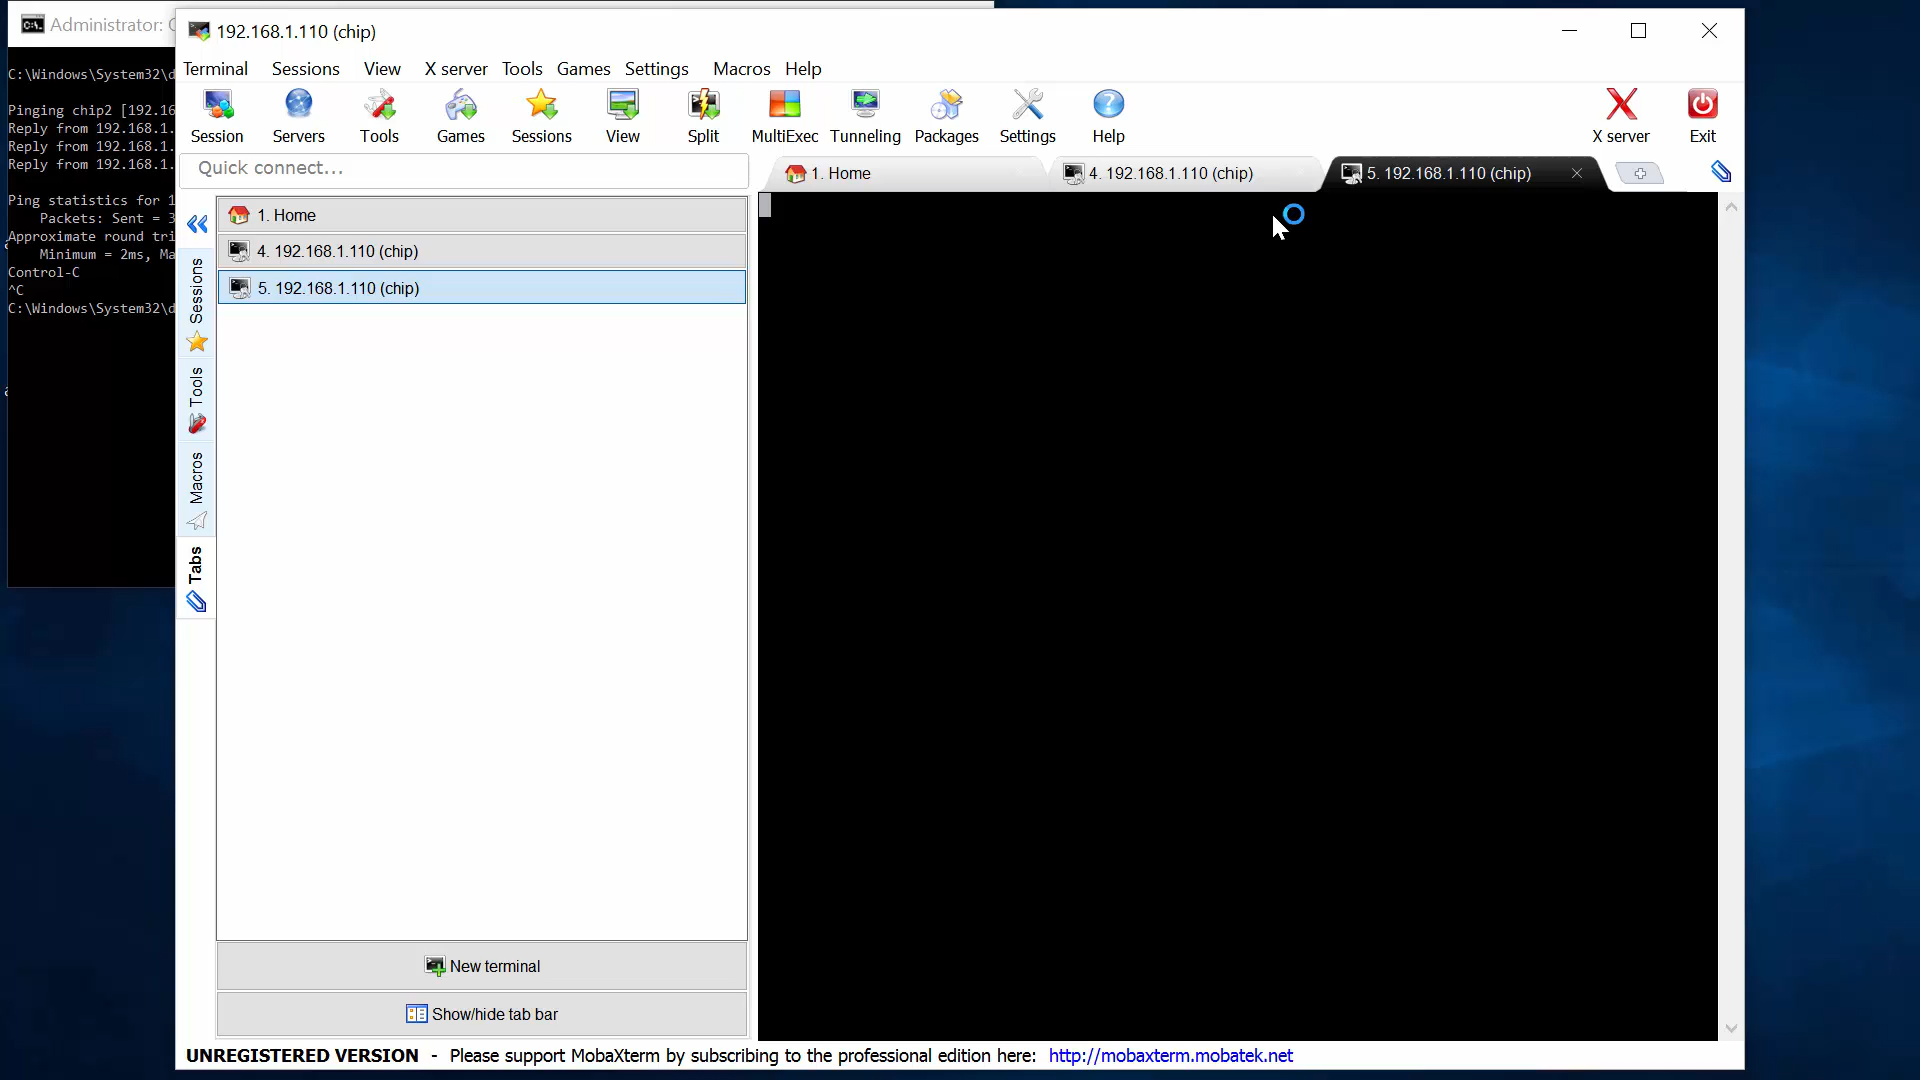 Administrator: C
C:\Windows\System32\d
Pinging chip2 [192.16
Reply from 192.168.1.
Reply from 192.168.1.
Reply from 192.168.1.
Ping statistics for 1
Packets: Sent = 3
Approximate round tri
Minimum = 2ms, Ma
Control-C
^C
C:\Windows\System32\d
192.168.1.110 (chip)
Terminal Sessions View X server Tools Games Settings Macros Help
Session Servers Tools Games Sessions View Split MultiExec Tunneling Packages Settings Help X server Exit
Quick connect...
1. Home 4. 192.168.1.110 (chip) 5. 192.168.1.110 (chip)
1. Home
4. 192.168.1.110 (chip)
5. 192.168.1.110 (chip)
Sessions
Tools
Macros
Tabs
New terminal
Show/hide tab bar
UNREGISTERED VERSION - Please support MobaXterm by subscribing to the professional edition here: http://mobaxterm.mobatek.net